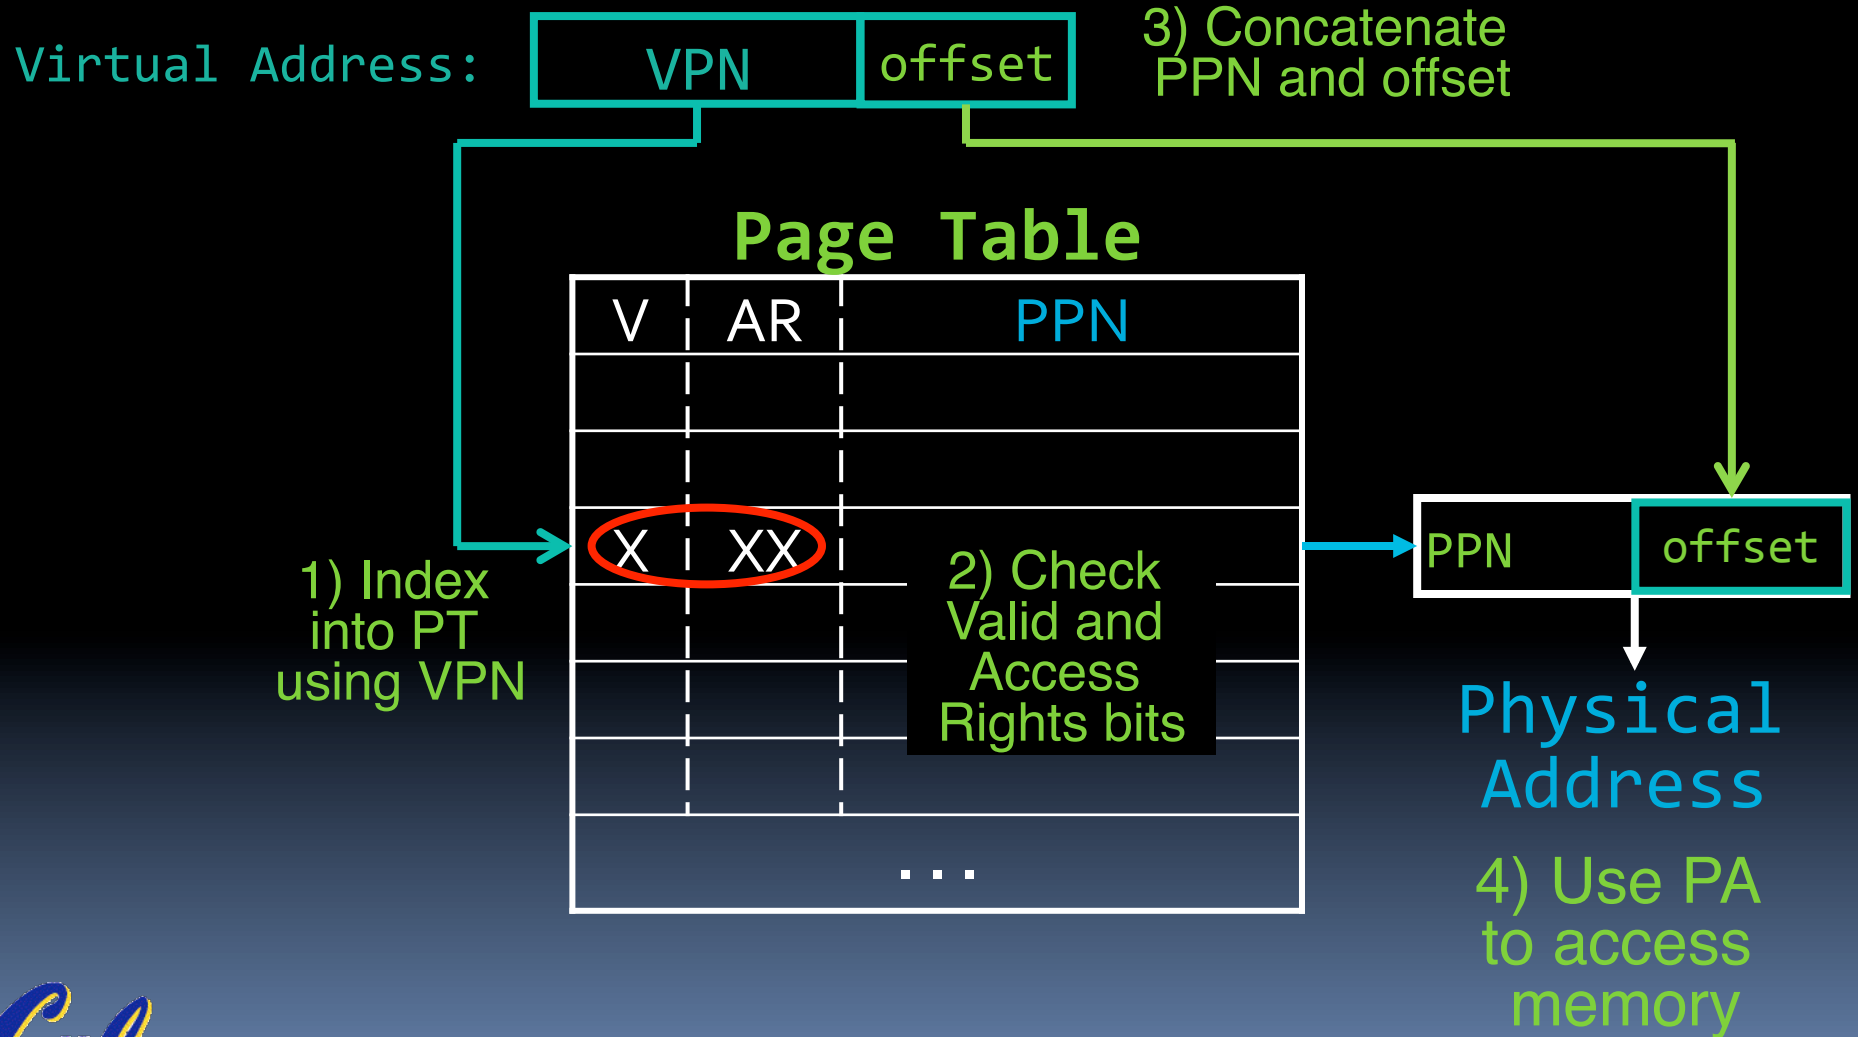 Virtual Address:
VPN
offset
3) Concatenate
PPN and offset
Page Table
V
AR
PPN
X
XX
1) Index
into PT
using VPN
2) Check
Valid and
Access
Rights bits
PPN
offset
Physical
Address
...
4) Use PA
to access
memory
Cal